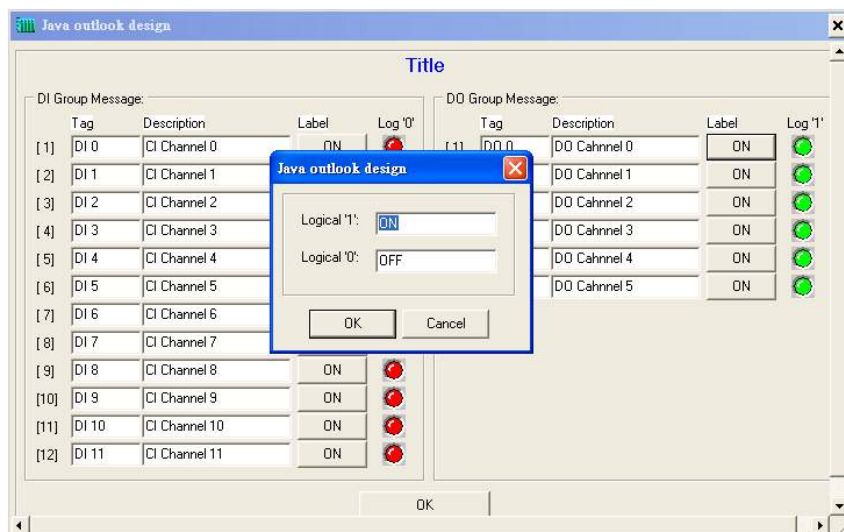 Java outlook design
Title
DI Group Message:
Tag Description Label Log '0'
[1] DI 0 CI Channel 0 ON
[2] DI 1 CI Channel 1
[3] DI 2 CI Channel 2
[4] DI 3 CI Channel 3
[5] DI 4 CI Channel 4
[6] DI 5 CI Channel 5
[7] DI 6 CI Channel 6
[8] DI 7 CI Channel 7
[9] DI 8 CI Channel 8 ON
[10] DI 9 CI Channel 9 ON
[11] DI 10 CI Channel 10 ON
[12] DI 11 CI Channel 11 ON
DO Group Message:
Tag Description Label Log '1'
[1] DO 0 DO Cahnnel 0 ON
DO Cahnnel 1 ON
DO Cahnnel 2 ON
DO Cahnnel 3 ON
DO Cahnnel 4 ON
DO Cahnnel 5 ON
Java outlook design
Logical '1': ON
Logical '0': OFF
OK Cancel
OK